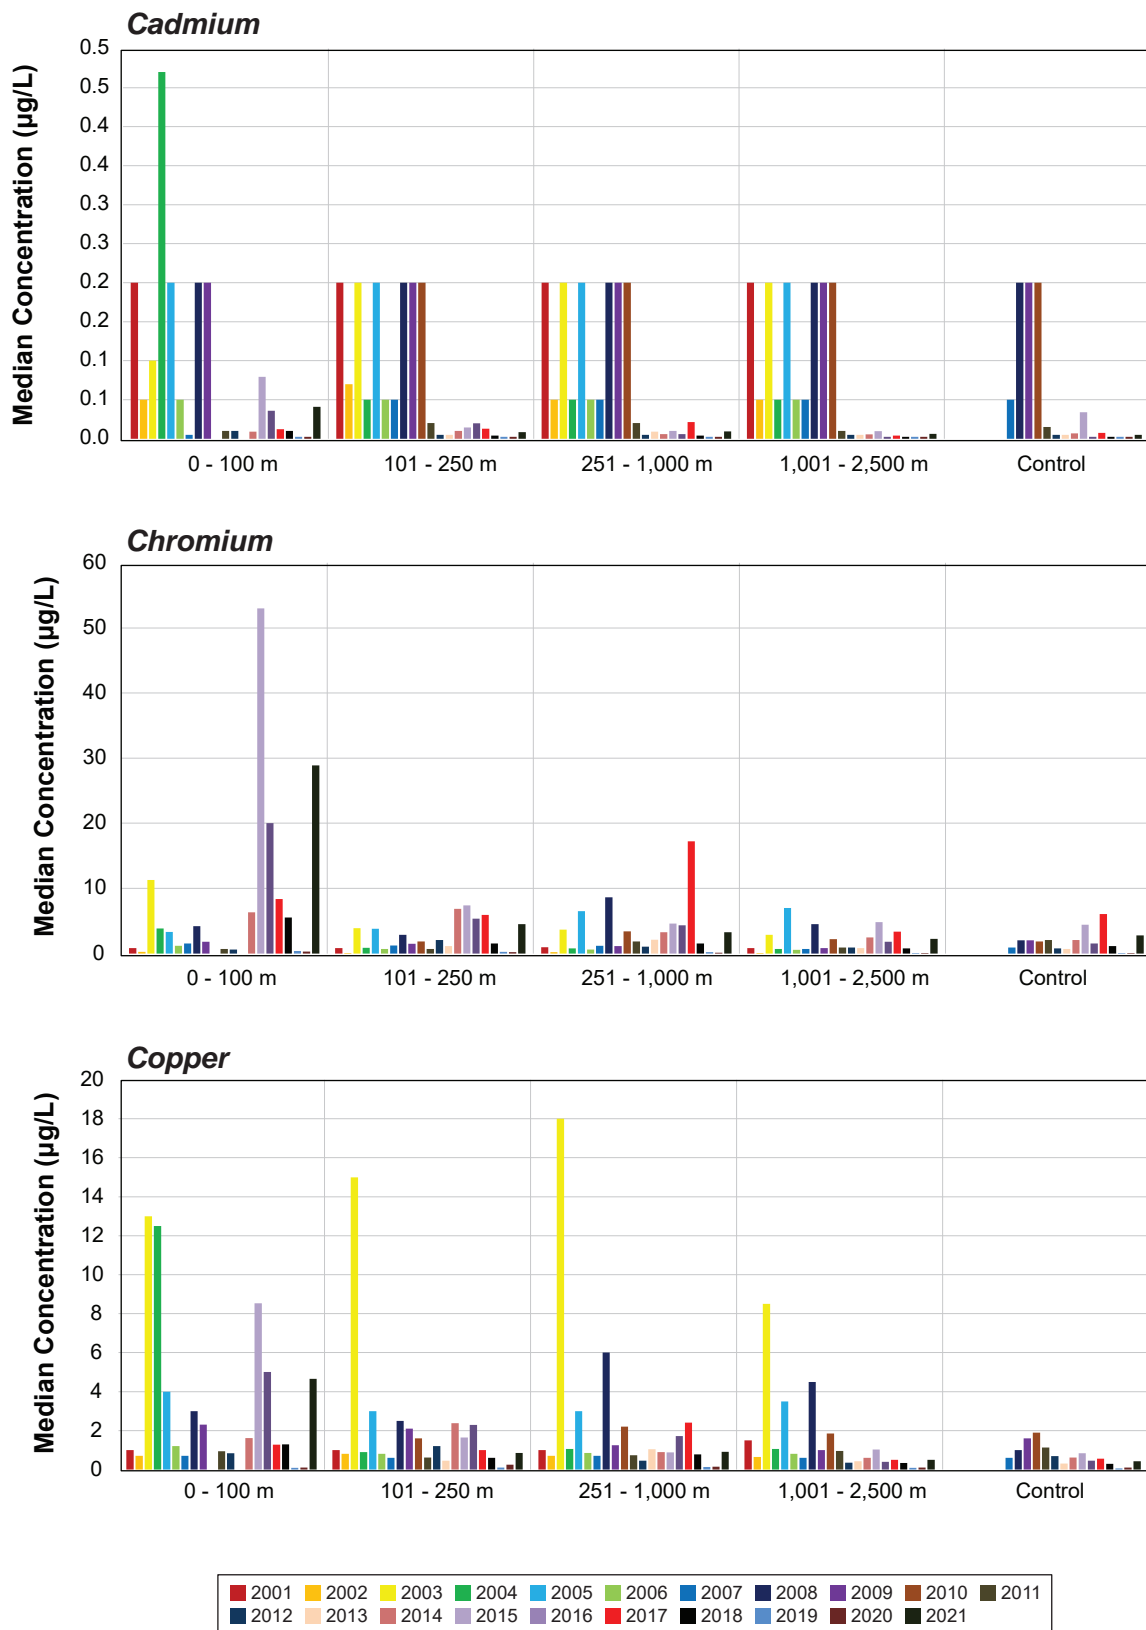 Cadmium
Median Concentration (µg/L)
0.5
0.5
0.4
0.4
0.3
0.3
0.2
0.2
0.1
0.1
0.0
0 - 100 m 101 - 250 m 251 - 1,000 m 1,001 - 2,500 m Control
Chromium
Median Concentration (µg/L)
60
50
40
30
20
10
0
0 - 100 m 101 - 250 m 251 - 1,000 m 1,001 - 2,500 m Control
Copper
Median Concentration (µg/L)
20
18
16
14
12
10
8
6
4
2
0
0 - 100 m 101 - 250 m 251 - 1,000 m 1,001 - 2,500 m Control
2001 2002 2003 2004 2005 2006 2007 2008 2009 2010 2011
2012 2013 2014 2015 2016 2017 2018 2019 2020 2021